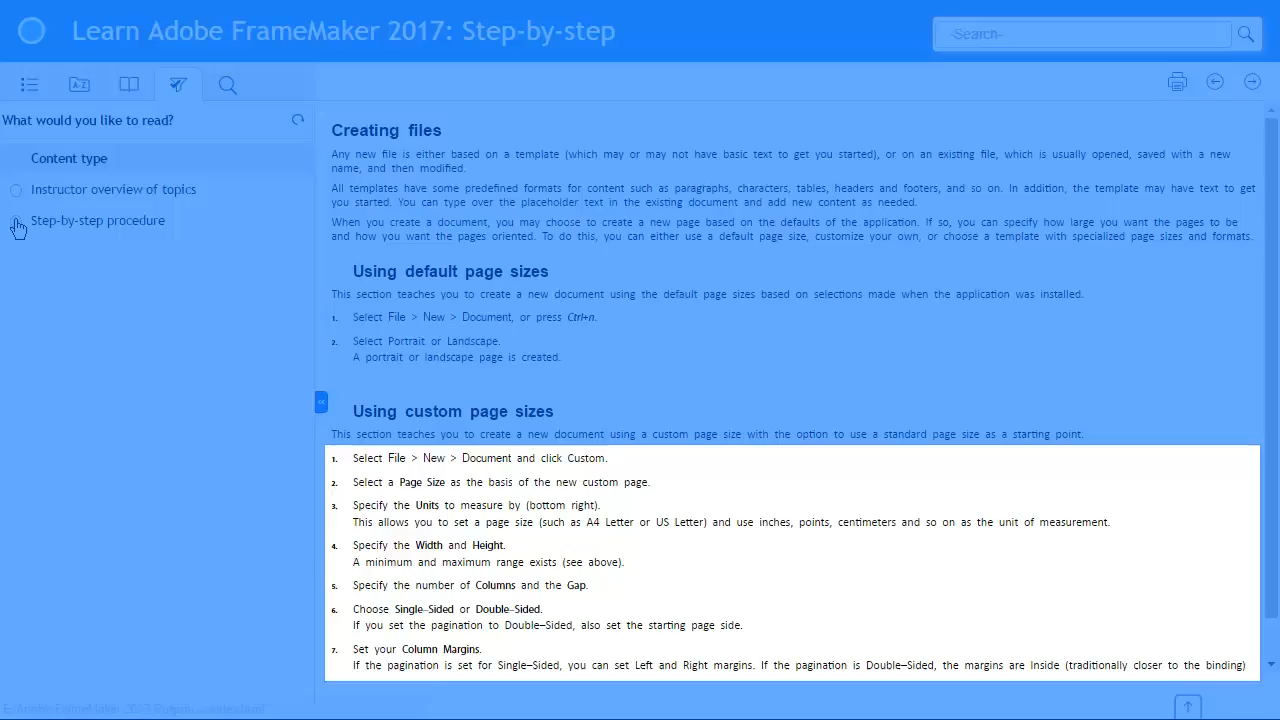 Learn Adobe FrameMaker 2017: Step-by-step
-Search-
What would you like to read?
Content type
Instructor overview of topics
Step-by-step procedure
Creating files
Any new file is either based on a template (which may or may not have basic text to get you started), or on an existing file, which is usually opened, saved with a new
name, and then modified.
All templates have some predefined formats for content such as paragraphs, characters, tables, headers and footers, and so on. In addition, the template may have text to get
you started. You can type over the placeholder text in the existing document and add new content as needed.
When you create a document, you may choose to create a new page based on the defaults of the application. If so, you can specify how large you want the pages to be
and how you want the pages oriented. To do this, you can either use a default page size, customize your own, or choose a template with specialized page sizes and formats.
Using default page sizes
This section teaches you to create a new document using the default page sizes based on selections made when the application was installed.
1. Select File > New > Document, or press Ctrl+n.
2. Select Portrait or Landscape.
A portrait or landscape page is created.
Using custom page sizes
This section teaches you to create a new document using a custom page size with the option to use a standard page size as a starting point.
1. Select File > New > Document and click Custom.
2. Select a Page Size as the basis of the new custom page.
3. Specify the Units to measure by (bottom right).
This allows you to set a page size (such as A4 Letter or US Letter) and use inches, points, centimeters and so on as the unit of measurement.
4. Specify the Width and Height.
A minimum and maximum range exists (see above).
5. Specify the number of Columns and the Gap.
6. Choose Single-Sided or Double-Sided.
If you set the pagination to Double-Sided, also set the starting page side.
7. Set your Column Margins.
If the pagination is set for Single-Sided, you can set Left and Right margins. If the pagination is Double-Sided, the margins are Inside (traditionally closer to the binding)